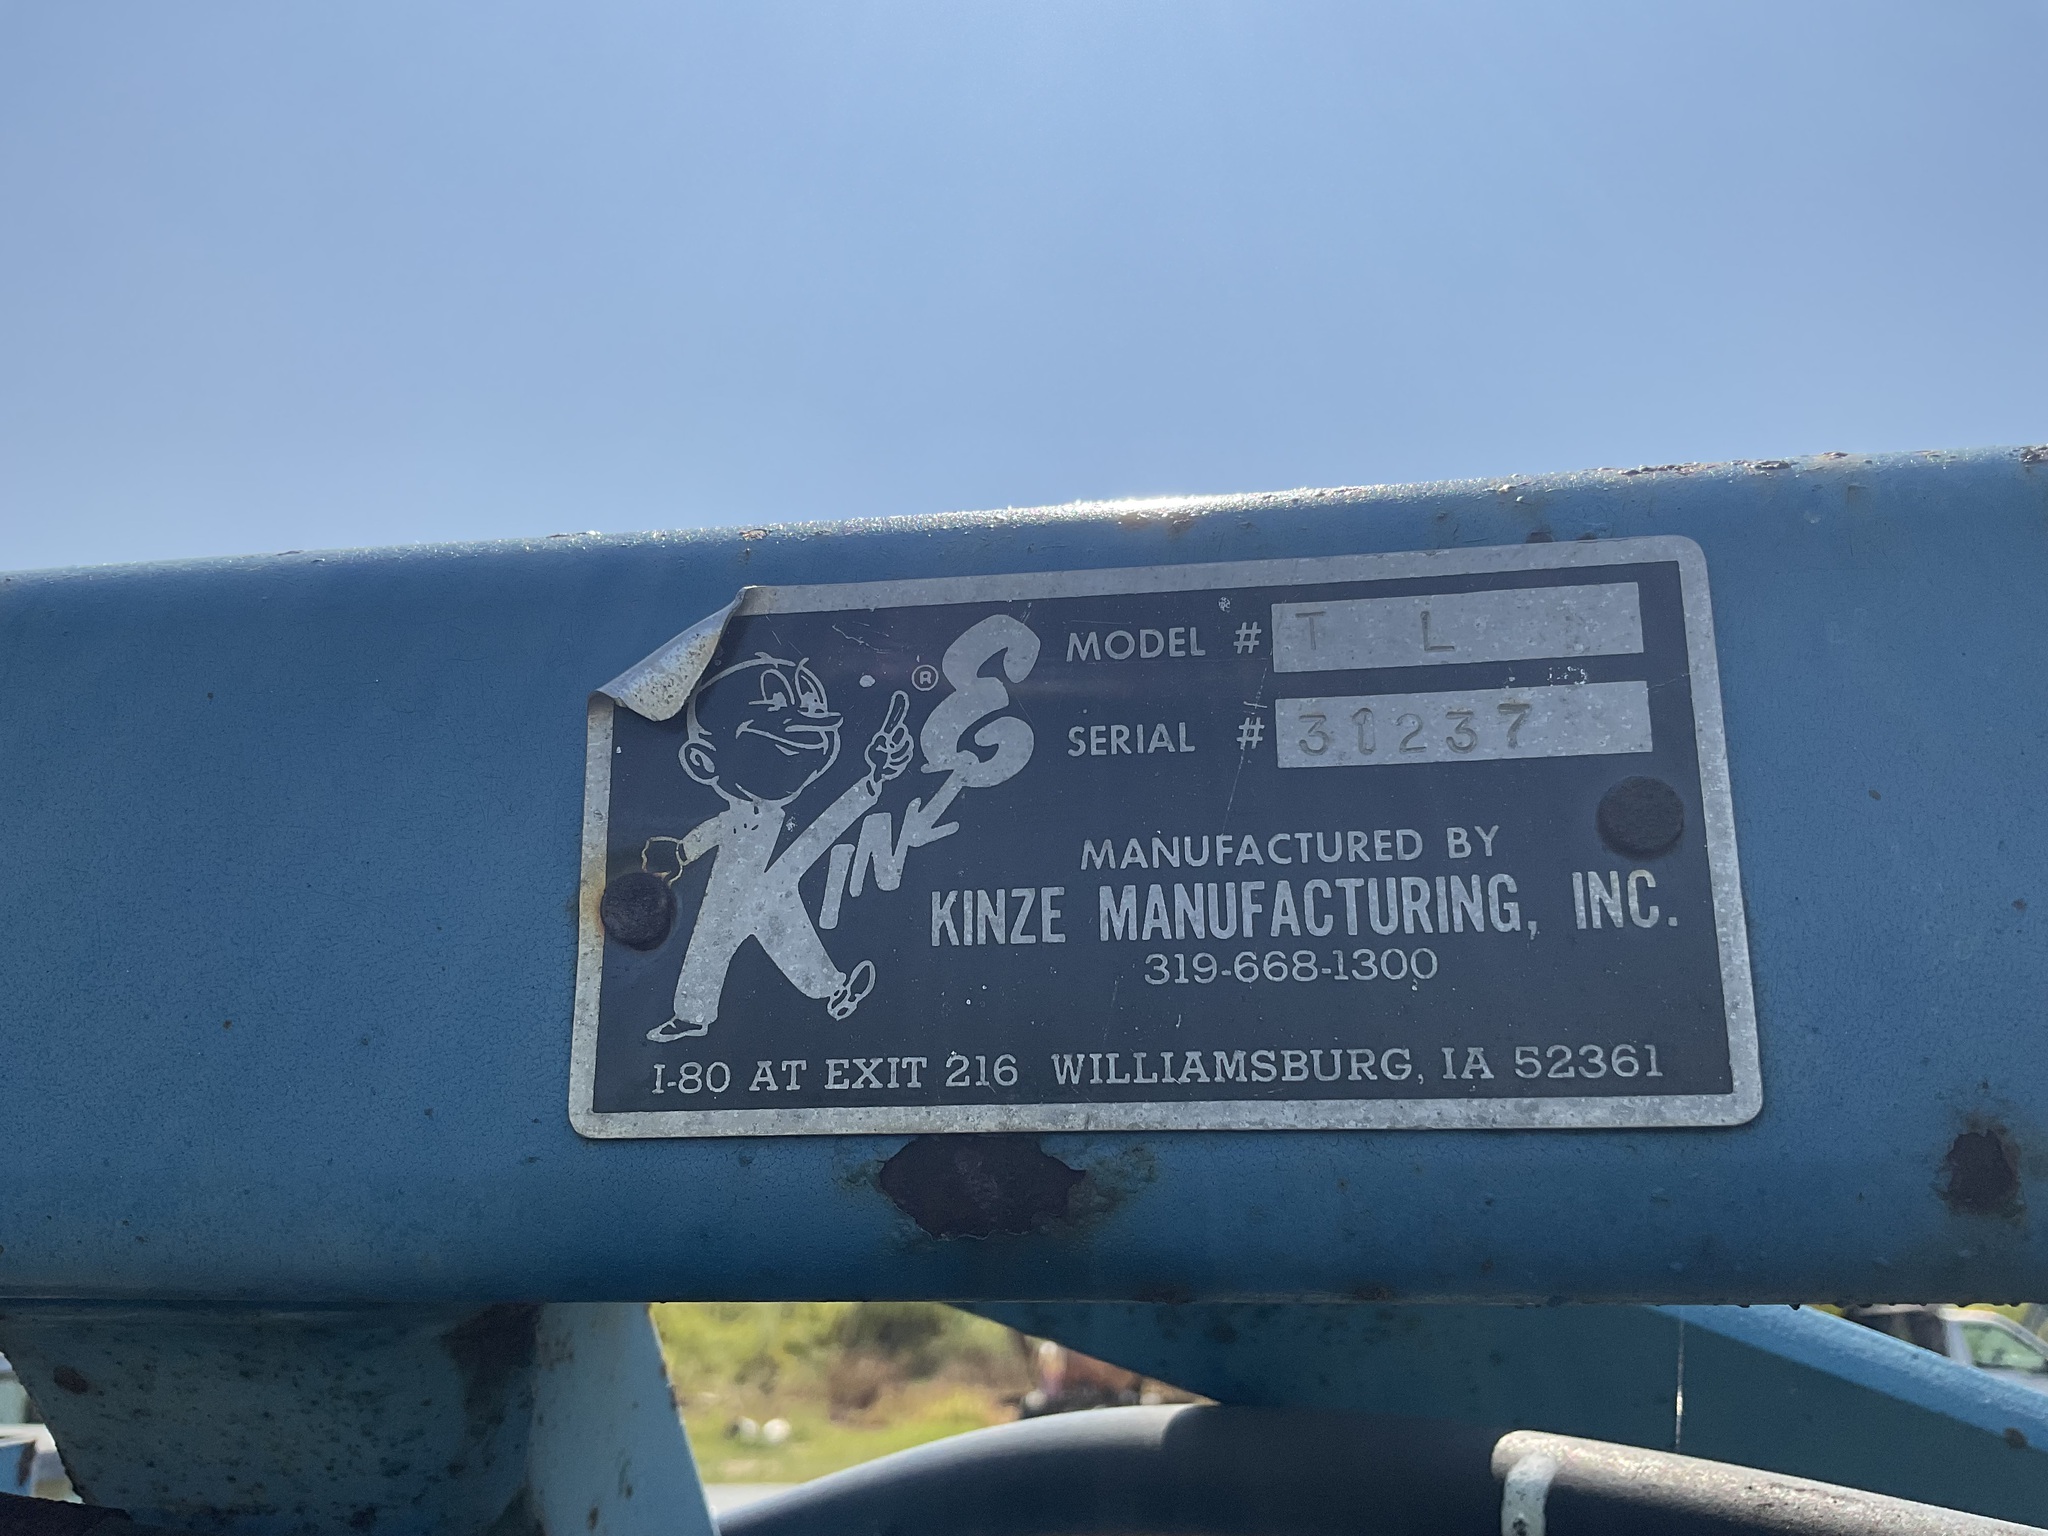 KINZE ®
MODEL # T L
SERIAL # 31237
MANUFACTURED BY
KINZE MANUFACTURING, INC.
319-668-1300
I-80 AT EXIT 216 WILLIAMSBURG, IA 52361